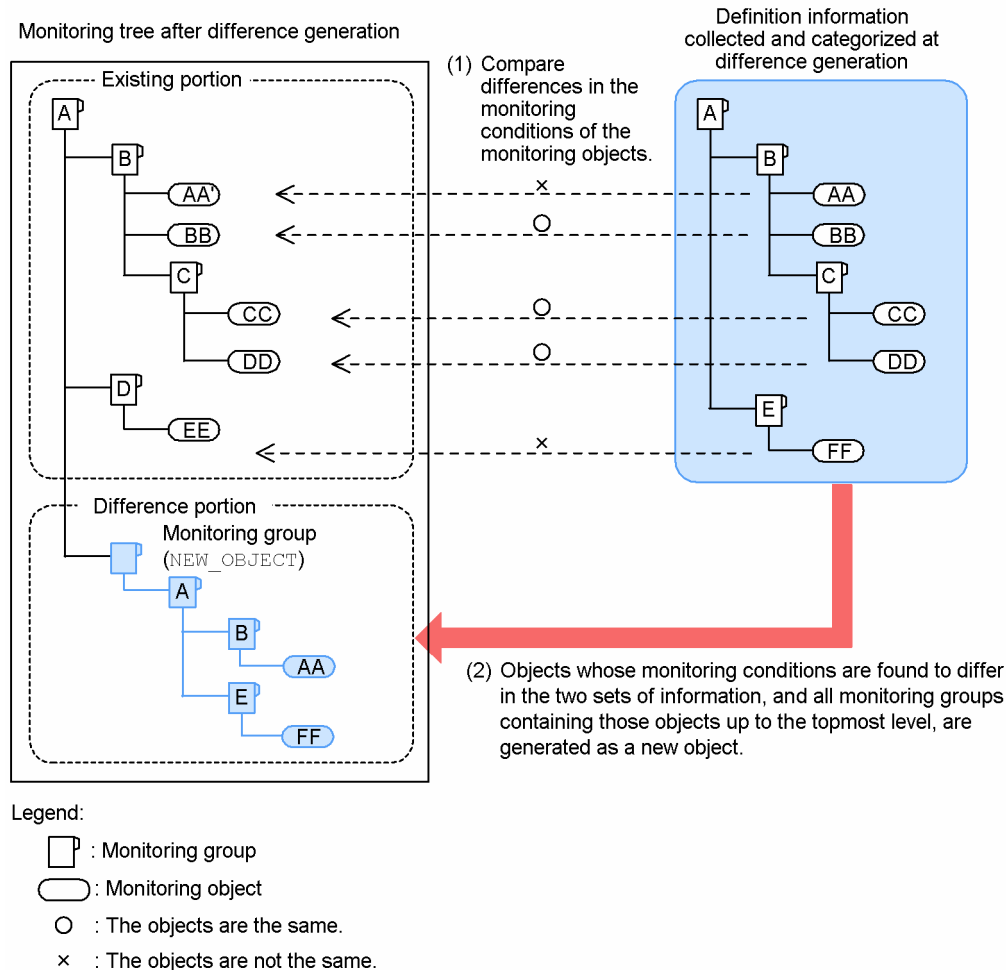 Monitoring tree after difference generation
Definition information
collected and categorized at
difference generation
Existing portion
(1) Compare
differences in the
monitoring
conditions of the
monitoring objects.
A
B
AA'
BB
C
CC
DD
D
EE
×
×
A
B
AA
BB
C
CC
DD
E
FF
Difference portion
Monitoring group
(NEW_OBJECT)
A
B
AA
E
FF
(2) Objects whose monitoring conditions are found to differ
in the two sets of information, and all monitoring groups
containing those objects up to the topmost level, are
generated as a new object.
Legend:
: Monitoring group
: Monitoring object
: The objects are the same.
× : The objects are not the same.